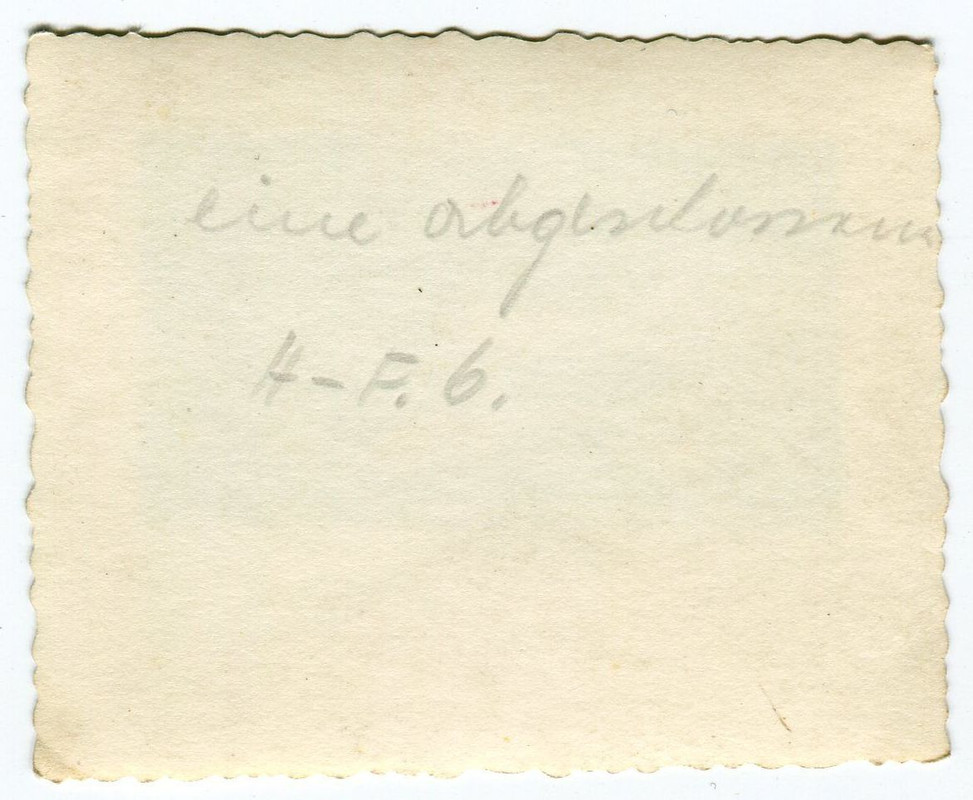 eine abgeschossene
H-F. 6.